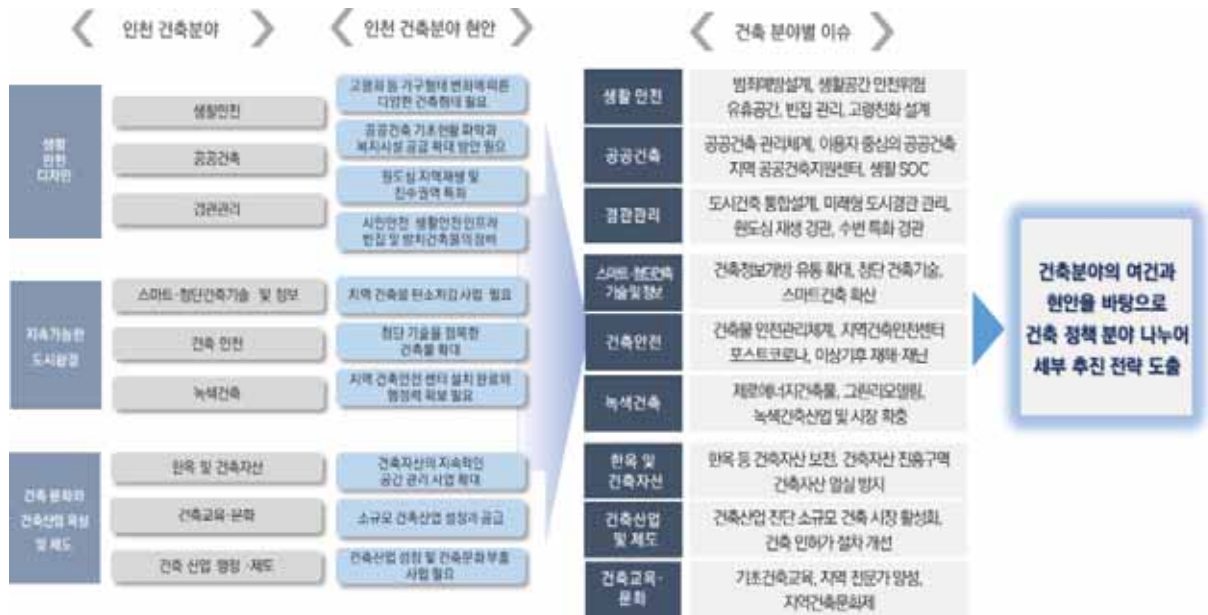 인천 건축분야
인천 건축분야 현안
건축 분야별 이슈
생활
안전
디자인
생활안전
공공건축
경관관리
고령화 등 가구형태 변화에 따른
다양한 건축형태 필요
공공건축 기초현황 파악과
복지시설 공급 확대 방안 필요
원도심 지역재생 및
친수권역 특화
시민안전 생활안전인프라
빈집 및 방치건축물의 정비
지속가능한
도시환경
스마트·첨단건축기술 및 정보
건축 안전
녹색건축
지역 건축물 탄소저감 사업 필요
첨단 기술을 접목한
건축물 확대
지역 건축안전 센터 설치 완료와
행정력 확보 필요
건축 문화와
건축산업 육성
및 제도
한옥 및 건축자산
건축교육·문화
건축 산업 행정·제도
건축자산의 지속적인
공간 관리 사업 확대
소규모 건축산업 성장과 공급
건축산업 성장 및 건축문화 부흥
사업 필요
생활 안전
범죄예방설계, 생활공간 안전위험
유휴공간, 빈집 관리, 고령친화 설계
공공건축
공공건축 관리체계, 이용자 중심의 공공건축
지역 공공건축지원센터, 생활 SOC
경관관리
도시건축 통합설계, 미래형 도시경관 관리,
원도심 재생 경관, 수변 특화 경관
스마트·첨단건축
기술및정보
건축정보개방 유통 확대, 첨단 건축기술,
스마트건축 확산
건축안전
건축물 안전관리체계, 지역건축안전센터
포스트코로나, 이상기후 재해·재난
녹색건축
제로에너지건축물, 그린리모델링,
녹색건축산업 및 시장 확충
한옥 및
건축자산
한옥 등 건축자산 보전, 건축자산 진흥구역
건축자산 멸실 방지
건축산업
및 제도
건축산업 진단 소규모 건축 시장 활성화,
건축 인허가 절차 개선
건축교육·
문화
기초건축교육, 지역 전문가 양성,
지역건축문화제
건축분야의 여건과
현안을 바탕으로
건축 정책 분야 나누어
세부 추진 전략 도출